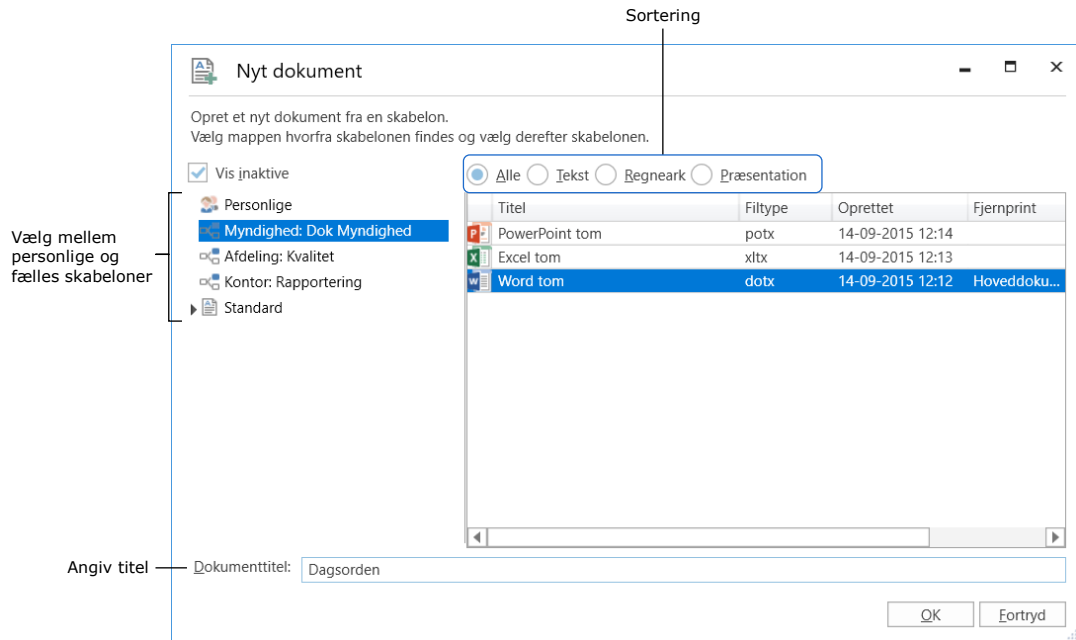 Sortering
Nyt dokument
Opret et nyt dokument fra en skabelon.
Vælg mappen hvorfra skabelonen findes og vælg derefter skabelonen.
Vis inaktive
Alle Tekst Regneark Præsentation
Vælg mellem
personlige og
fælles skabeloner
Personlige
Myndighed: Dok Myndighed
Afdeling: Kvalitet
Kontor: Rapportering
Standard
Titel Filtype Oprettet Fjernprint
PowerPoint tom potx 14-09-2015 12:14
Excel tom xltx 14-09-2015 12:13
Word tom dotx 14-09-2015 12:12 Hoveddoku...
Angiv titel
Dokumenttitel: Dagsorden
OK Fortryd